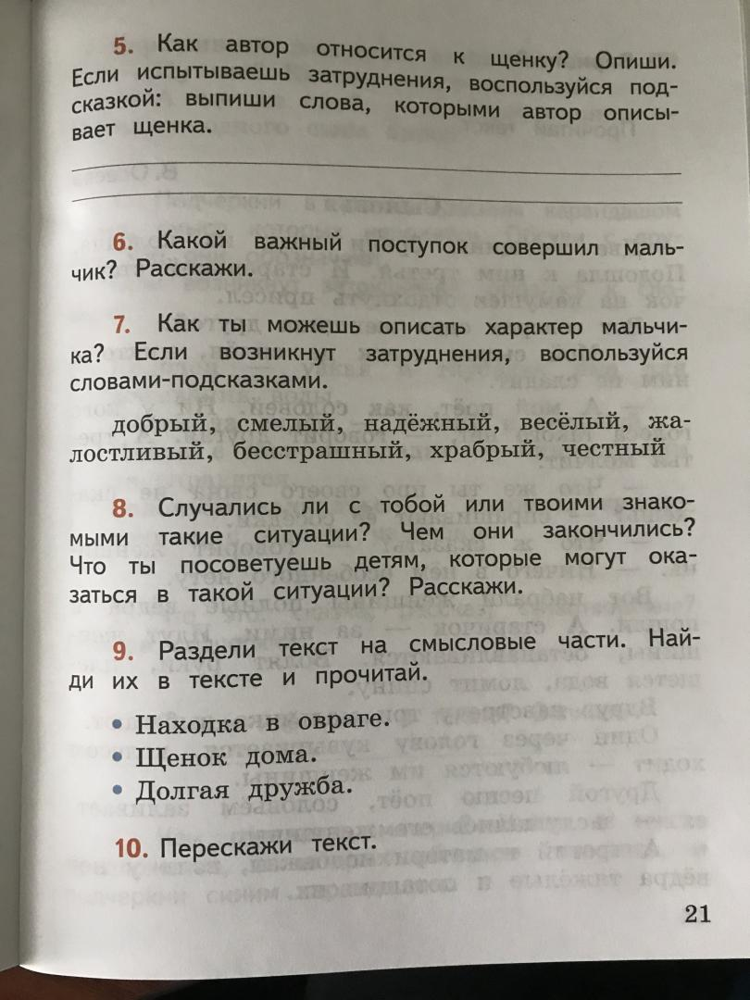 5. Как автор относится к щенку? Опиши.
Если испытываешь затруднения, воспользуйся под-
сказкой: выпиши слова, которыми автор описы-
вает щенка.
6. Какой важный поступок совершил маль-
чик? Расскажи.
7. Как ты можешь описать характер мальчи-
ка? Если возникнут затруднения, воспользуйся
словами-подсказками.
добрый, смелый, надёжный, весёлый, жа-
лостливый, бесстрашный, храбрый, честный
8. Случались ли с тобой или твоими знако-
мыми такие ситуации? Чем они закончились?
Что ты посоветуешь детям, которые могут ока-
заться в такой ситуации? Расскажи.
9. Раздели текст на смысловые части. Най-
ди их в тексте и прочитай.
• Находка в овраге.
• Щенок дома.
• Долгая дружба.
10. Перескажи текст.
21